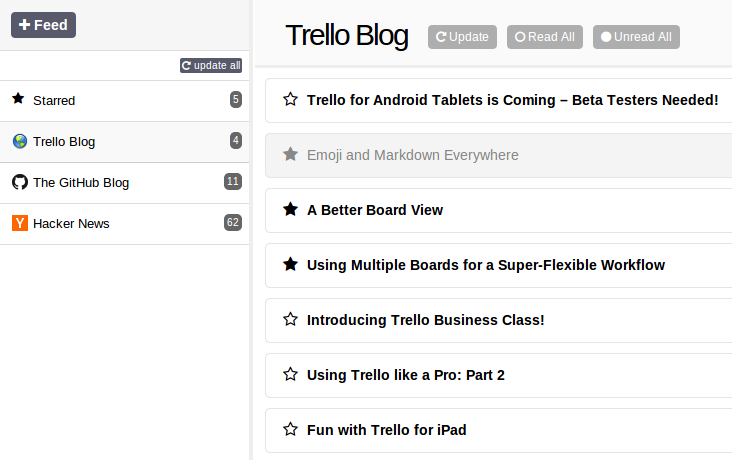 + Feed
update all
Starred 5
Trello Blog 4
The GitHub Blog 11
Y Hacker News 62
Trello Blog Update Read All Unread All
Trello for Android Tablets is Coming – Beta Testers Needed!
Emoji and Markdown Everywhere
A Better Board View
Using Multiple Boards for a Super-Flexible Workflow
Introducing Trello Business Class!
Using Trello like a Pro: Part 2
Fun with Trello for iPad